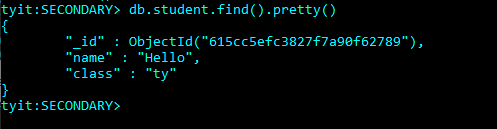 tyit:SECONDARY> db.student.find().pretty()
{
        "_id" : ObjectId("615cc5efc3827f7a90f62789"),
        "name" : "Hello",
        "class" : "ty"
}
tyit:SECONDARY>